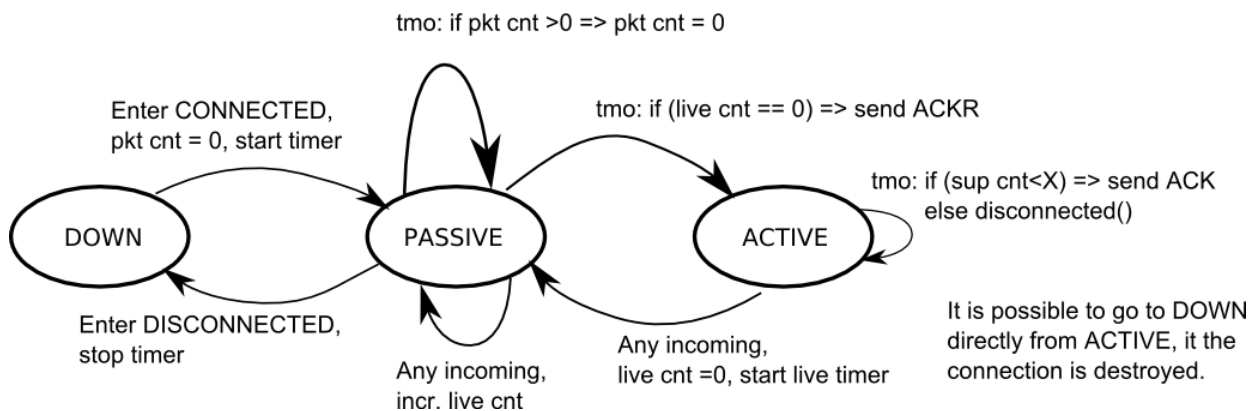 tmo: if pkt cnt >0 => pkt cnt = 0
Enter CONNECTED,
pkt cnt = 0, start timer
tmo: if (live cnt == 0) => send ACKR
tmo: if (sup cnt<X) => send ACK
else disconnected()
DOWN
PASSIVE
ACTIVE
Enter DISCONNECTED,
stop timer
Any incoming,
incr. live cnt
Any incoming,
live cnt =0, start live timer
It is possible to go to DOWN
directly from ACTIVE, it the
connection is destroyed.